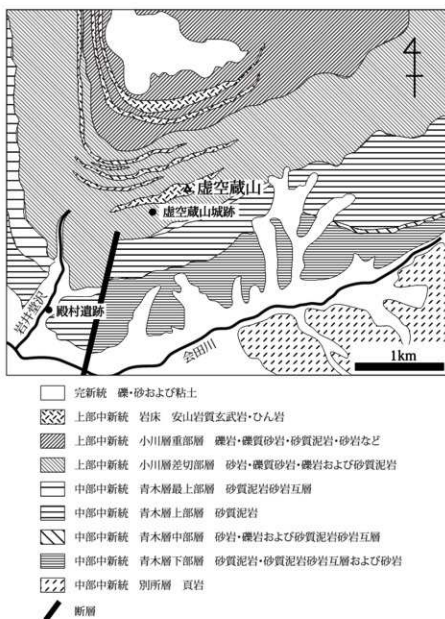 虚空蔵山
虚空蔵山城跡
岩井堂沢
殿村遺跡
会田川
1km
完新統 礫・砂および粘土
上部中新統 岩床 安山岩質玄武岩・ひん岩
上部中新統 小川層重部層 礫岩・礫質砂岩・砂質泥岩・砂岩など
上部中新統 小川層差切部層 砂岩・礫質砂岩・礫岩および砂質泥岩
中部中新統 青木層最上部層 砂質泥岩砂岩互層
中部中新統 青木層上部層 砂質泥岩
中部中新統 青木層中部層 砂岩・礫岩および砂質泥岩砂岩互層
中部中新統 青木層下部層 砂質泥岩・砂質泥岩砂岩互層および砂岩
中部中新統 別所層 頁岩
断層